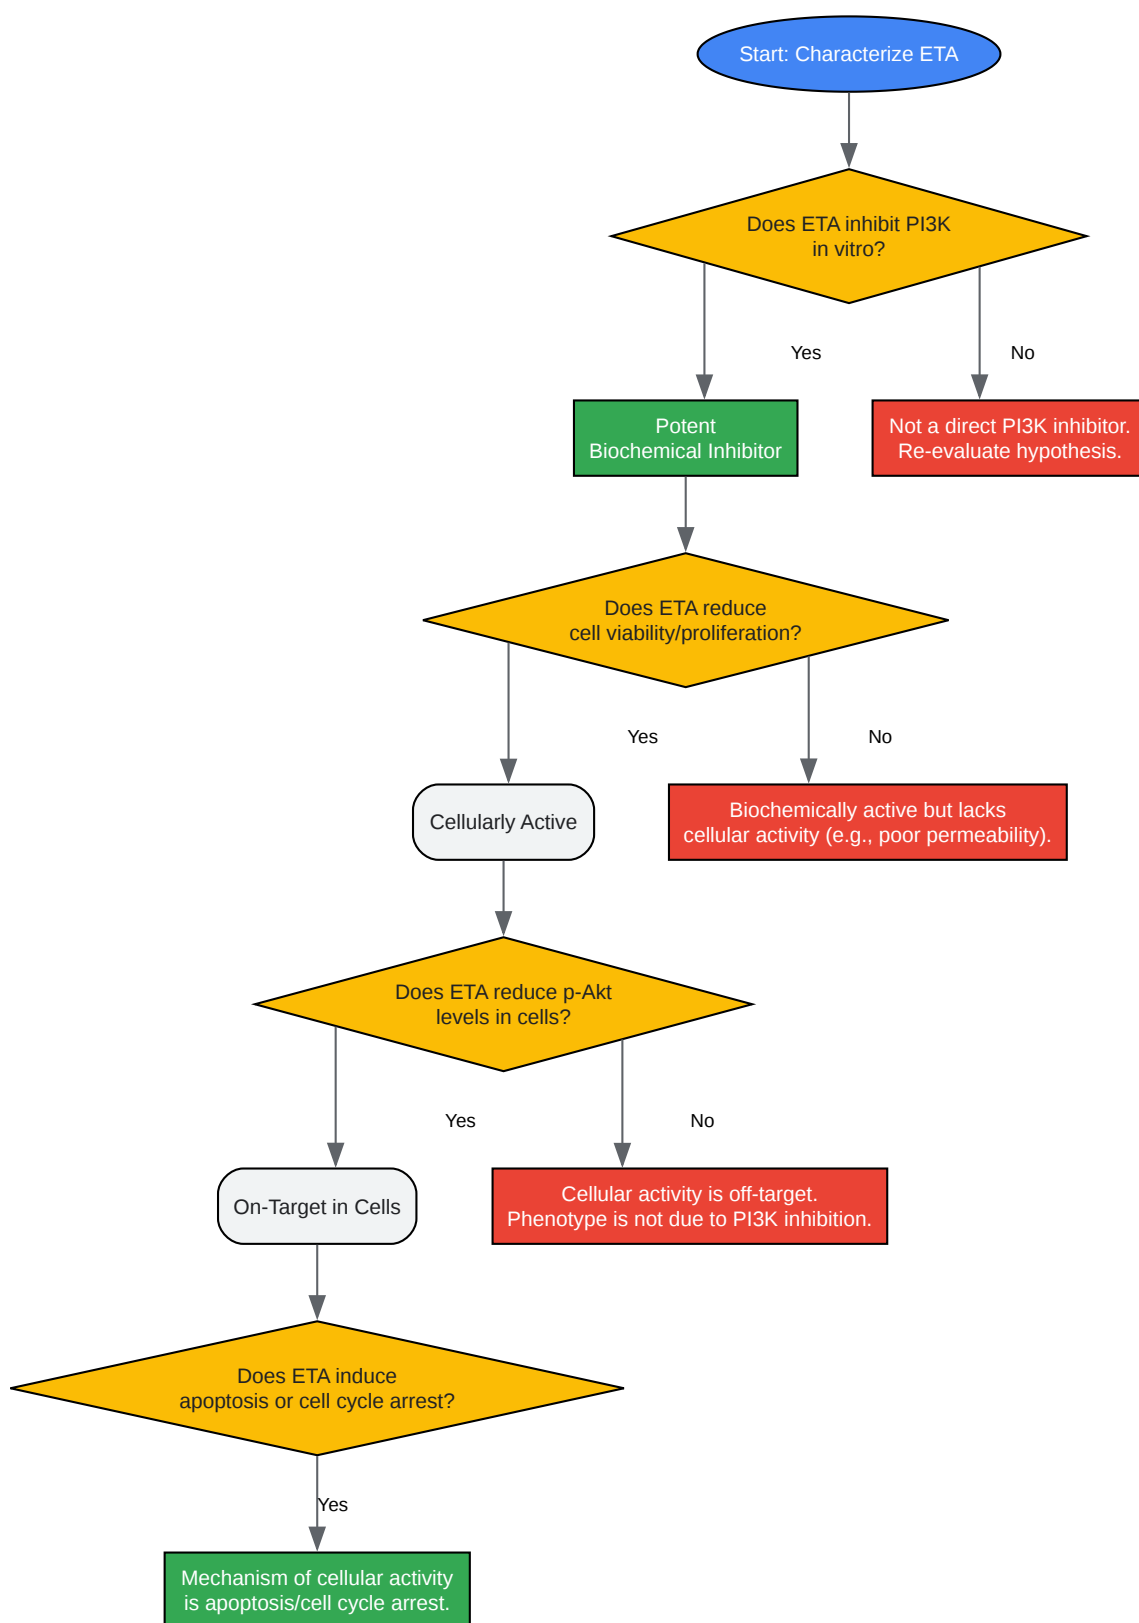 Start: Characterize ETA
Does ETA inhibit PI3K
in vitro?
Yes
No
Potent
Biochemical Inhibitor
Not a direct PI3K inhibitor.
Re-evaluate hypothesis.
Does ETA reduce
cell viability/proliferation?
Yes
No
Cellularly Active
Biochemically active but lacks
cellular activity (e.g., poor permeability).
Does ETA reduce p-Akt
levels in cells?
Yes
No
On-Target in Cells
Cellular activity is off-target.
Phenotype is not due to PI3K inhibition.
Does ETA induce
apoptosis or cell cycle arrest?
Yes
Mechanism of cellular activity
is apoptosis/cell cycle arrest.